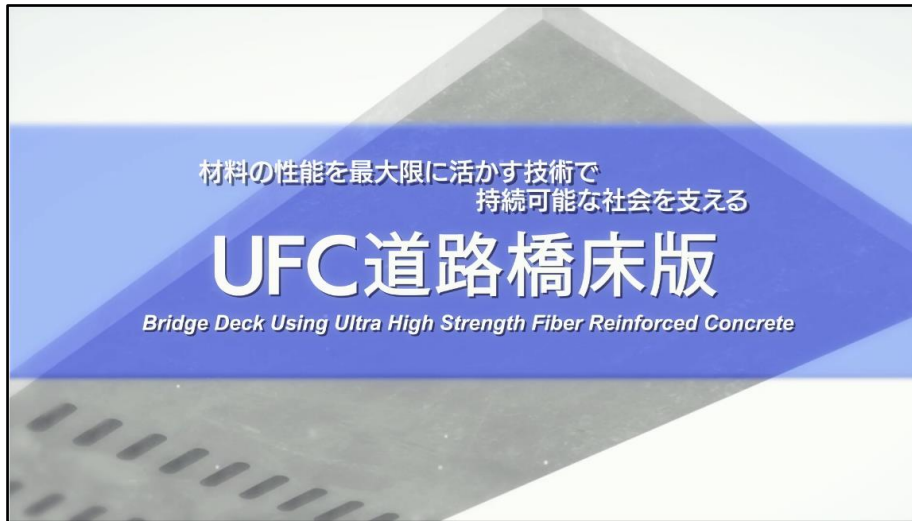 材料の性能を最大限に活かす技術で
持続可能な社会を支える
UFC道路橋床版
Bridge Deck Using Ultra High Strength Fiber Reinforced Concrete